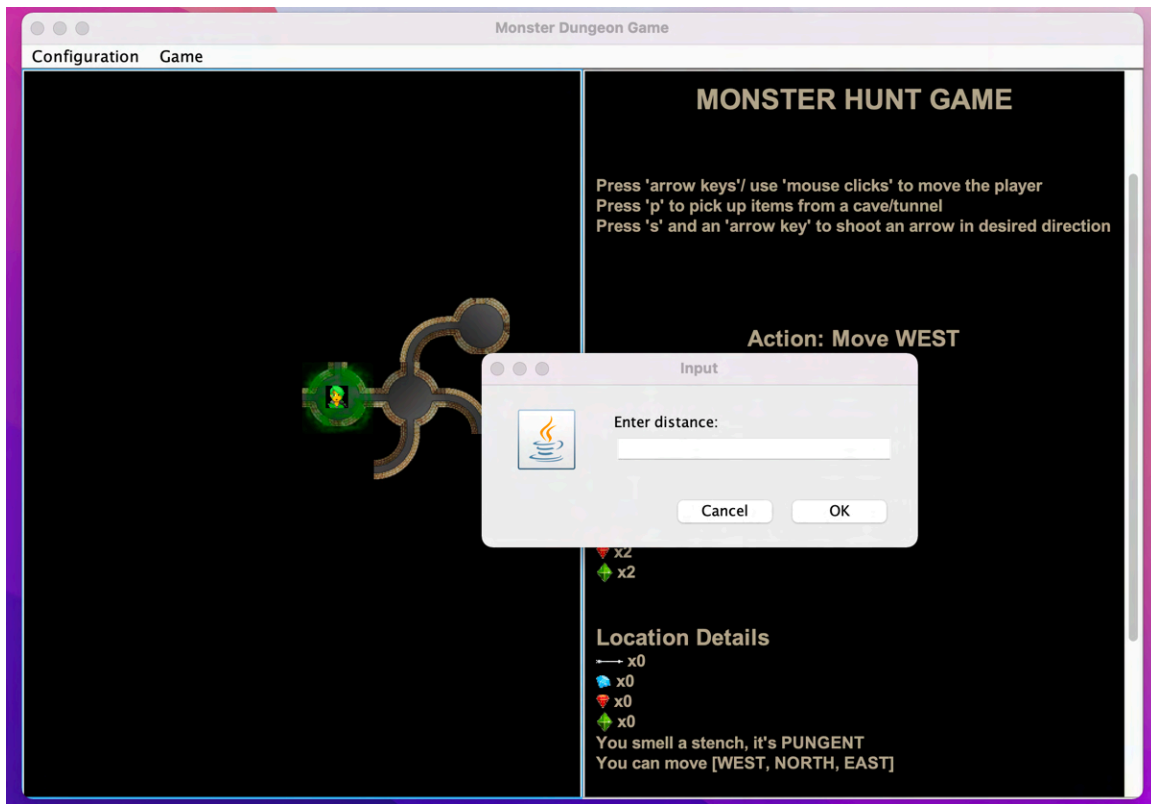 Monster Dungeon Game
Configuration Game
MONSTER HUNT GAME
Press 'arrow keys'/ use 'mouse clicks' to move the player
Press 'p' to pick up items from a cave/tunnel
Press 's' and an 'arrow key' to shoot an arrow in desired direction
Action: Move WEST
Input
Enter distance:
Cancel OK
x2
x2
Location Details
x0
x0
x0
x0
You smell a stench, it's PUNGENT
You can move [WEST, NORTH, EAST]